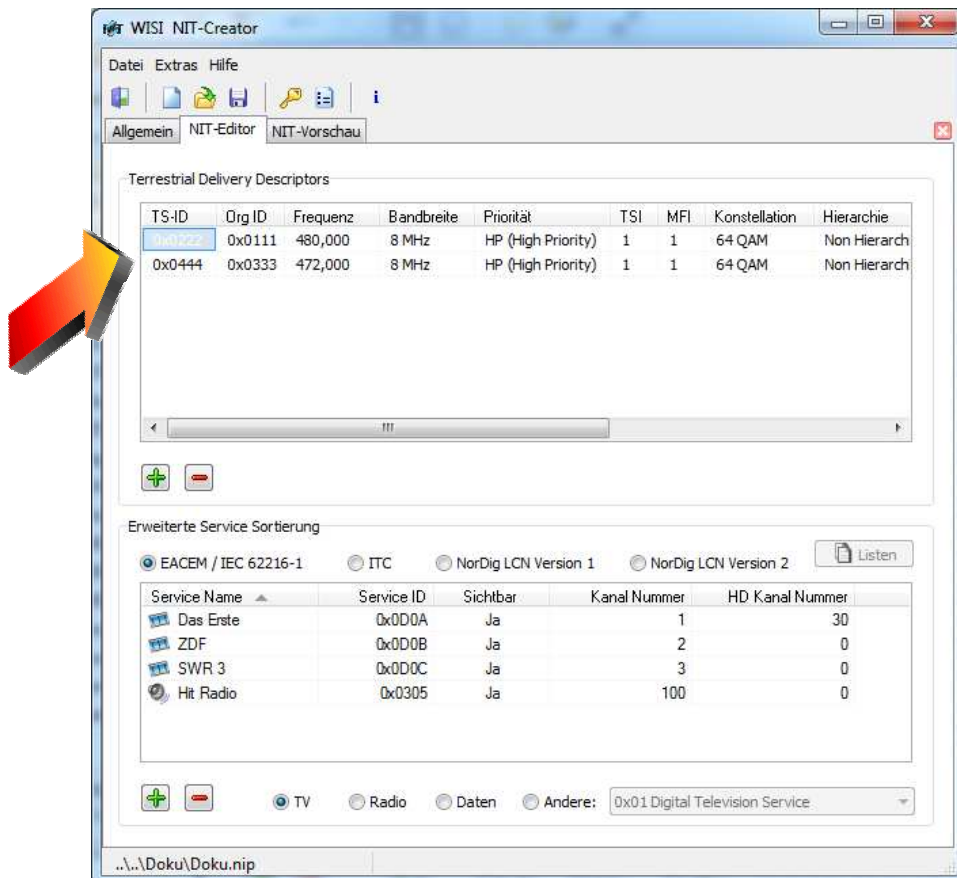 WISI NIT-Creator
Datei Extras Hilfe
Allgemein NIT-Editor NIT-Vorschau
Terrestrial Delivery Descriptors
TS-ID Org ID Frequenz Bandbreite Priorität TSI MFI Konstellation Hierarchie
0x0222 0x0111 480,000 8 MHz HP (High Priority) 1 1 64 QAM Non Hierarch
0x0444 0x0333 472,000 8 MHz HP (High Priority) 1 1 64 QAM Non Hierarch
Erweiterte Service Sortierung
EACEM / IEC 62216-1 ITC NorDig LCN Version 1 NorDig LCN Version 2 Listen
Service Name Service ID Sichtbar Kanal Nummer HD Kanal Nummer
Das Erste 0x0D0A Ja 1 30
ZDF 0x0D0B Ja 2 0
SWR 3 0x0D0C Ja 3 0
Hit Radio 0x0305 Ja 100 0
TV Radio Daten Andere: 0x01 Digital Television Service
..\..\Doku\Doku.nip